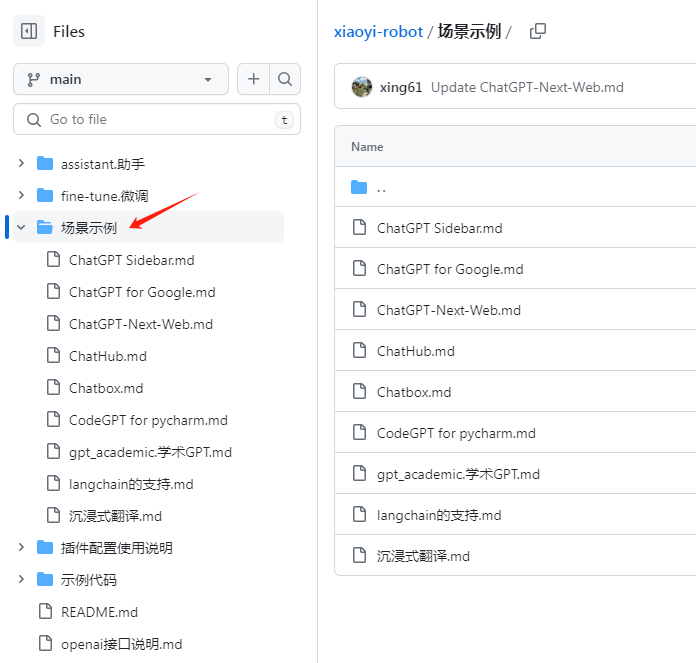 Files
main
Go to file
t
assistant.助手
fine-tune.微调
场景示例
ChatGPT Sidebar.md
ChatGPT for Google.md
ChatGPT-Next-Web.md
ChatHub.md
Chatbox.md
CodeGPT for pycharm.md
gpt_academic.学术GPT.md
langchain的支持.md
沉浸式翻译.md
插件配置使用说明
示例代码
README.md
openai接口说明.md
xiaoyi-robot / 场景示例 /
xing61 Update ChatGPT-Next-Web.md
Name
..
ChatGPT Sidebar.md
ChatGPT for Google.md
ChatGPT-Next-Web.md
ChatHub.md
Chatbox.md
CodeGPT for pycharm.md
gpt_academic.学术GPT.md
langchain的支持.md
沉浸式翻译.md